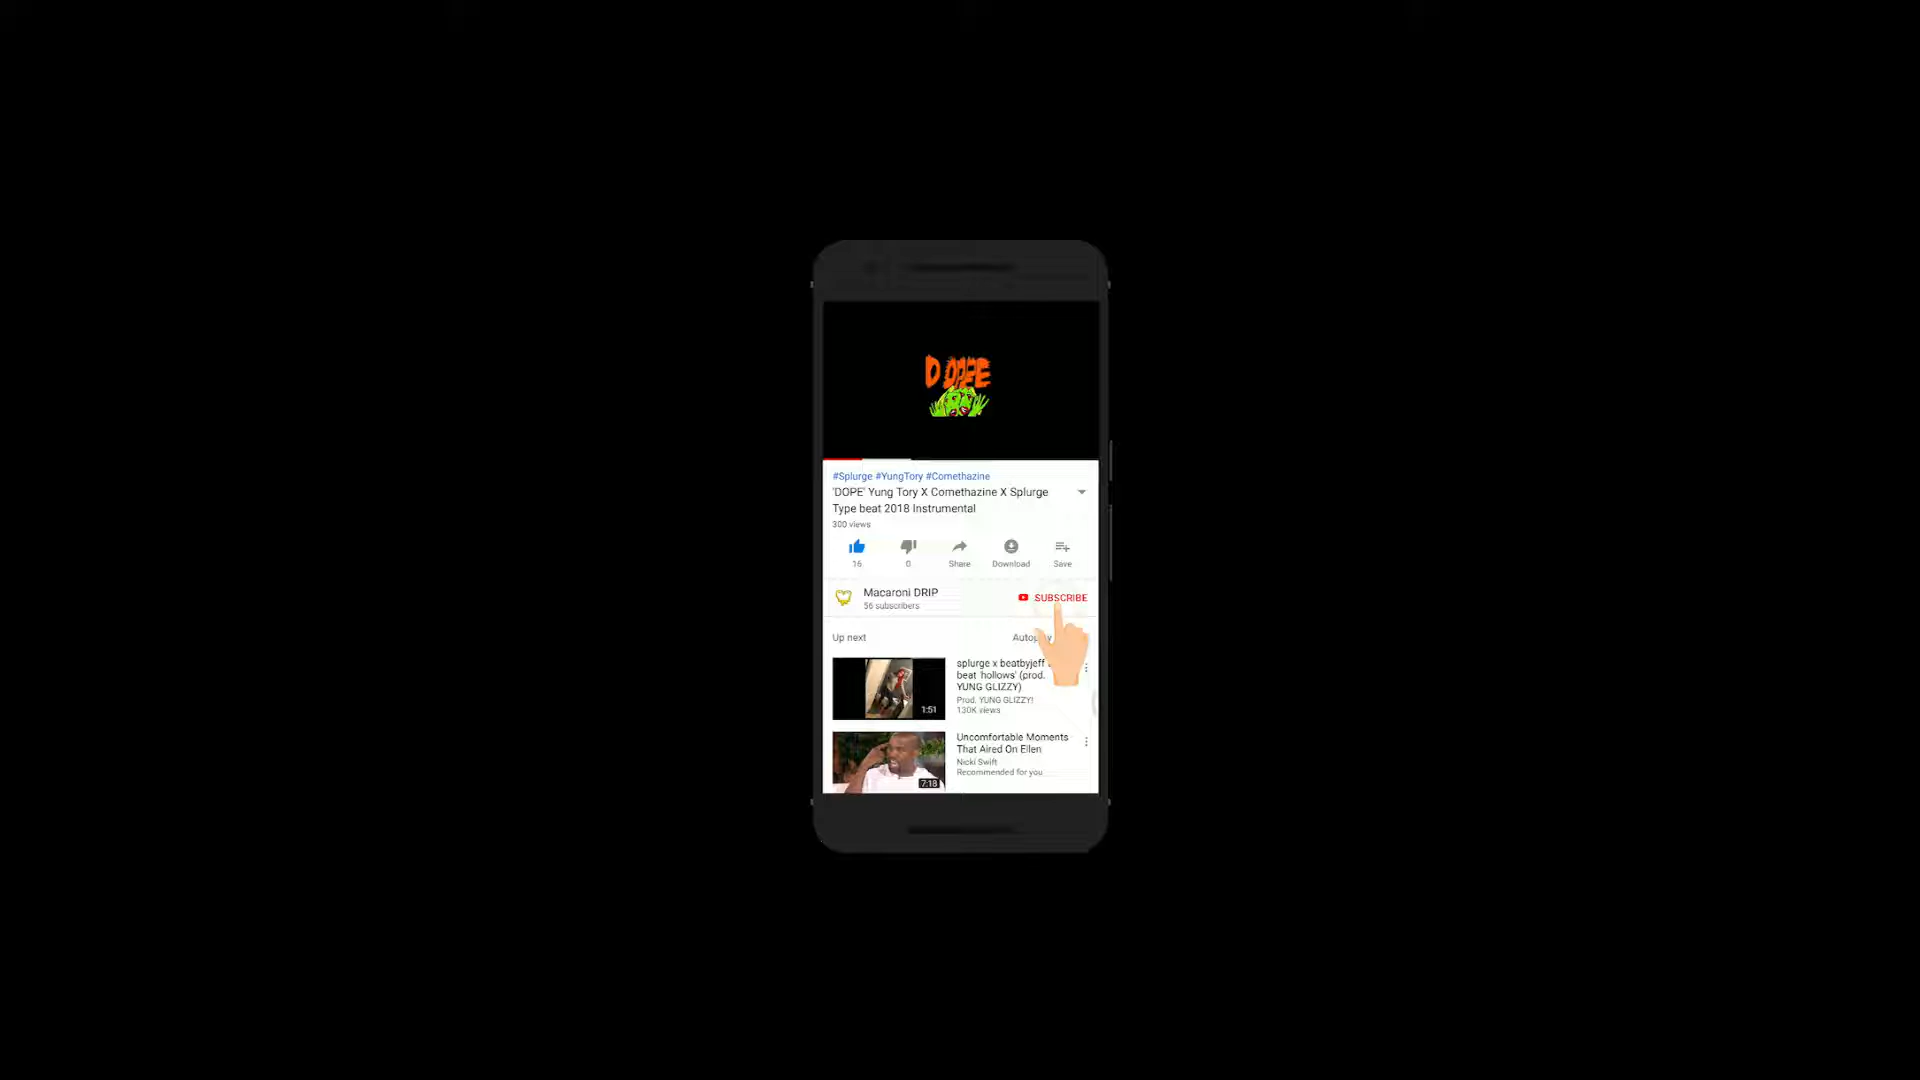 D OPE
#Splurge #YungTory #Comethazine
'DOPE' Yung Tory X Comethazine X Splurge
Type beat 2018 Instrumental
300 views
16
0
Share
Download
Save
Macaroni DRIP
56 subscribers
SUBSCRIBE
Up next
splurge x beatbyjeff
beat 'hollows' (prod.
YUNG GLIZZY)
Prod. YUNG GLIZZY!
130K views
1:51
Uncomfortable Moments
That Aired On Ellen
Nicki Swift
Recommended for you
7:18